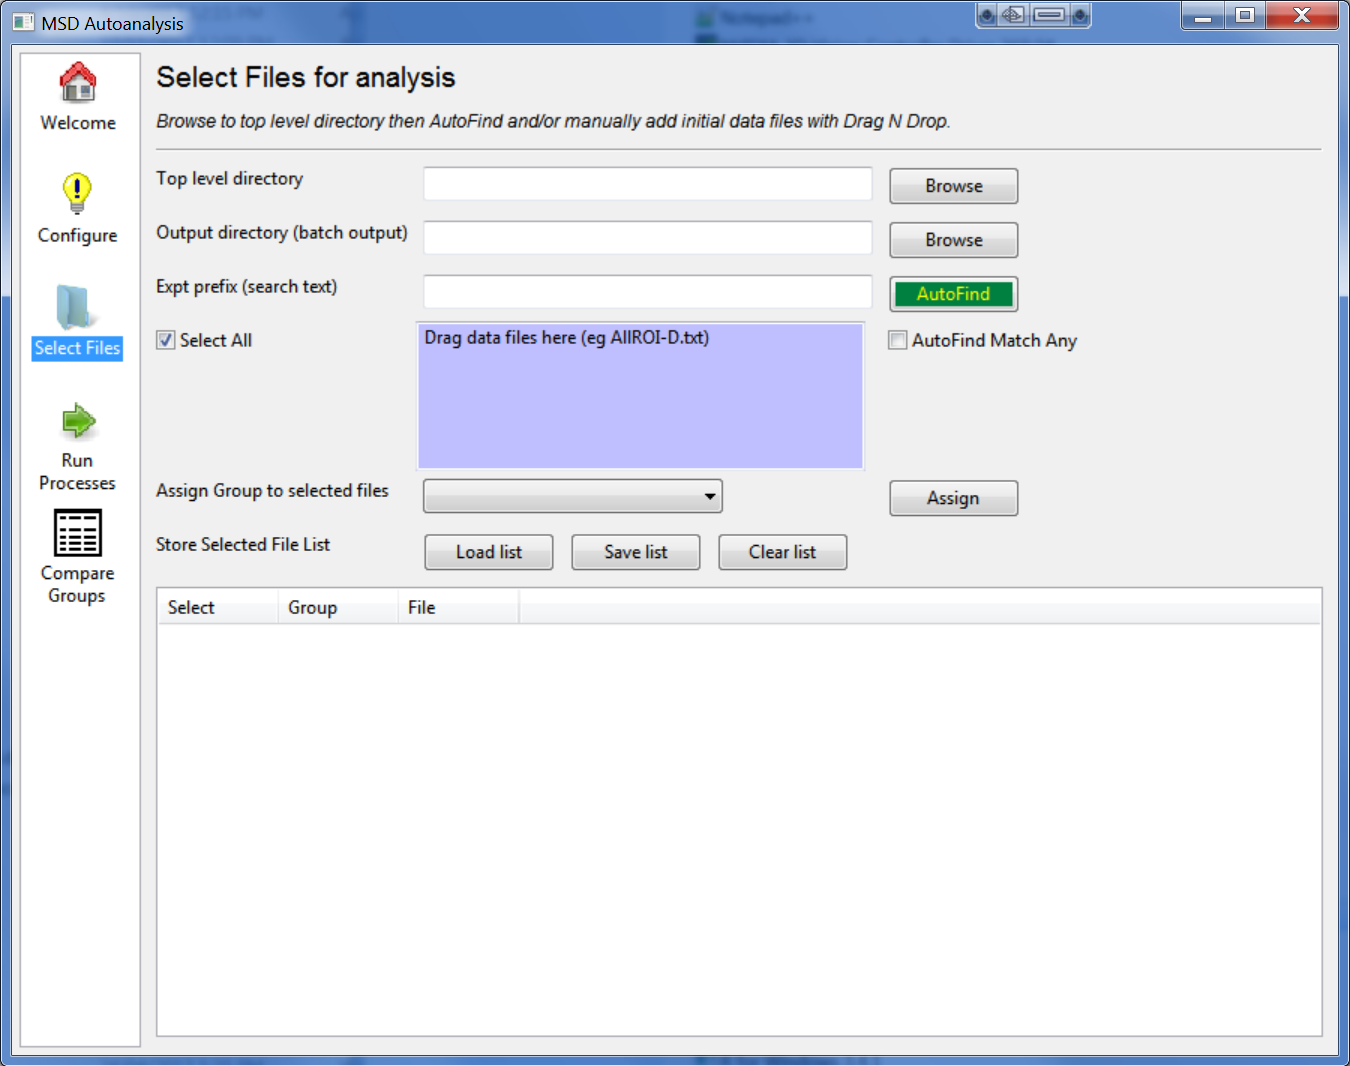 MSD Autoanalysis
Notepad++
Welcome
Configure
Select Files
Run
Processes
Compare
Groups
Select Files for analysis
Browse to top level directory then AutoFind and/or manually add initial data files with Drag N Drop.
Top level directory
Browse
Output directory (batch output)
Browse
Expt prefix (search text)
AutoFind
Select All
Drag data files here (eg AllROI-D.txt)
AutoFind Match Any
Assign Group to selected files
Assign
Store Selected File List
Load list
Save list
Clear list
Select
Group
File